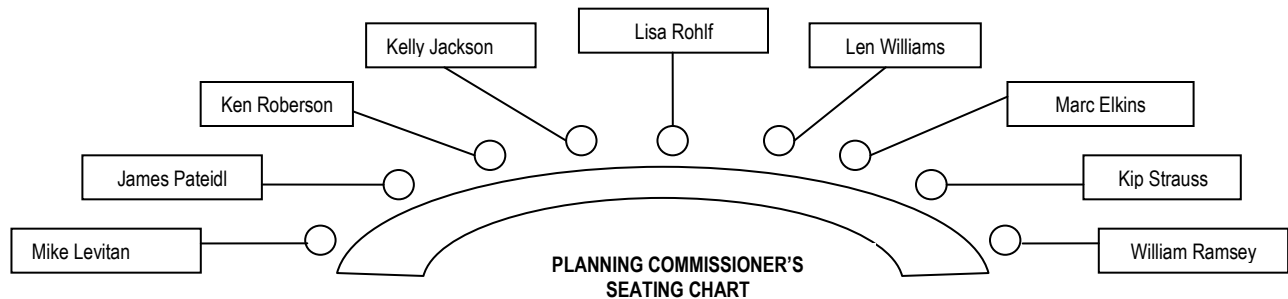 Lisa Rohlf
Kelly Jackson
Len Williams
Ken Roberson
Marc Elkins
James Pateidl
Kip Strauss
Mike Levitan
William Ramsey
PLANNING COMMISSIONER'S
SEATING CHART